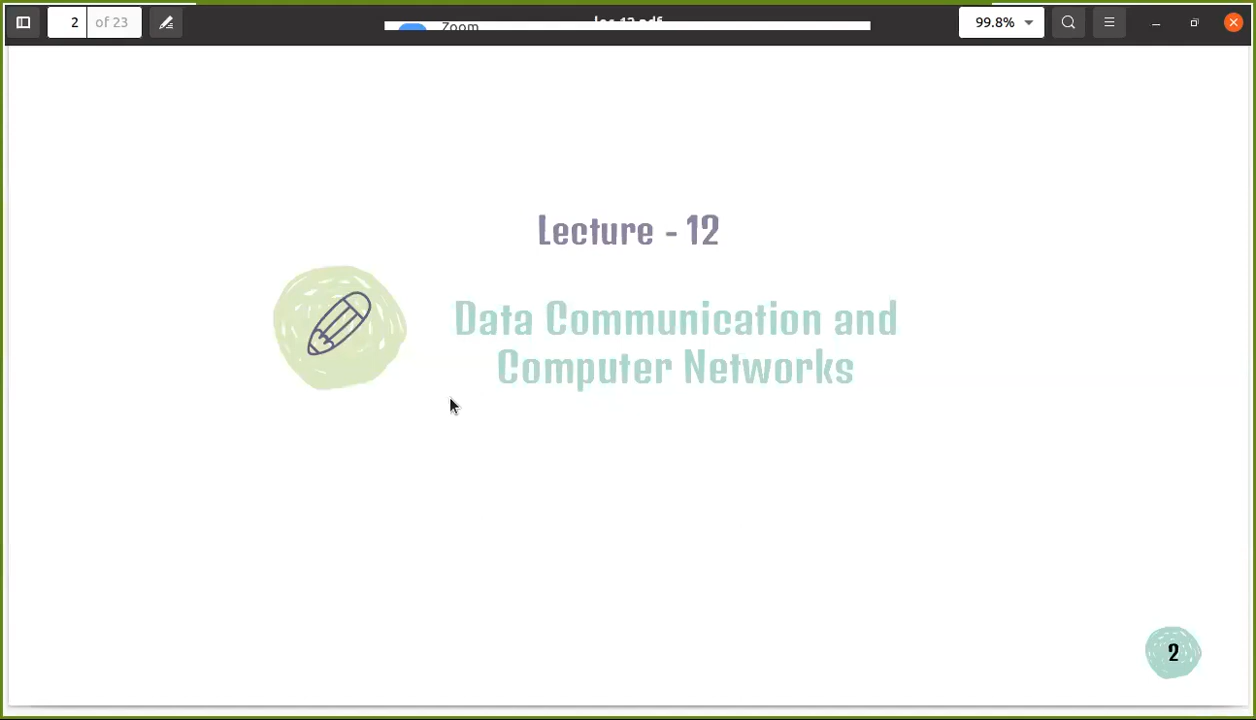 2 of 23
Zoom
99.8%
Lecture - 12
Data Communication and
Computer Networks
2